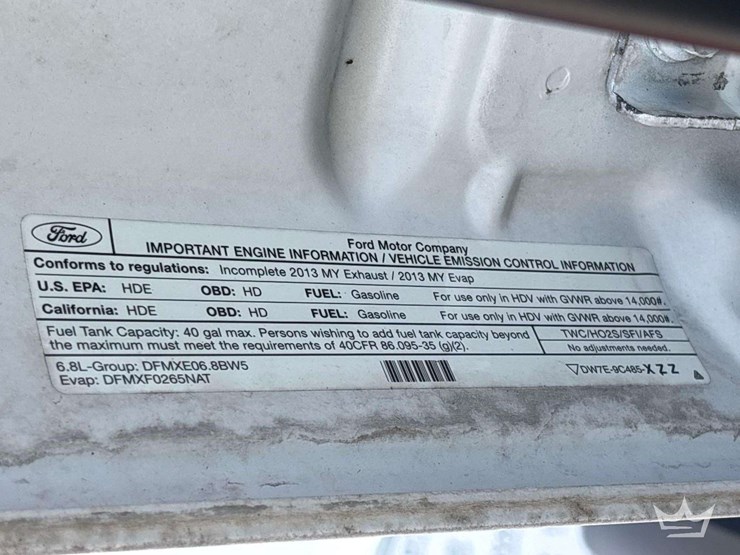 Ford
Ford Motor Company
IMPORTANT ENGINE INFORMATION / VEHICLE EMISSION CONTROL INFORMATION
Conforms to regulations: Incomplete 2013 MY Exhaust / 2013 MY Evap
U.S. EPA: HDE OBD: HD FUEL: Gasoline For use only in HDV with GVWR above 14,000#.
California: HDE OBD: HD FUEL: Gasoline For use only in HDV with GVWR above 14,000#.
Fuel Tank Capacity: 40 gal max. Persons wishing to add fuel tank capacity beyond
the maximum must meet the requirements of 40CFR 86.095-35 (g)(2).
TWC/HO2S/SFI/AFS
No adjustments needed.
6.8L-Group: DFMXE06.8BW5
Evap: DFMXF0265NAT
DW7E-9C485-XZZ